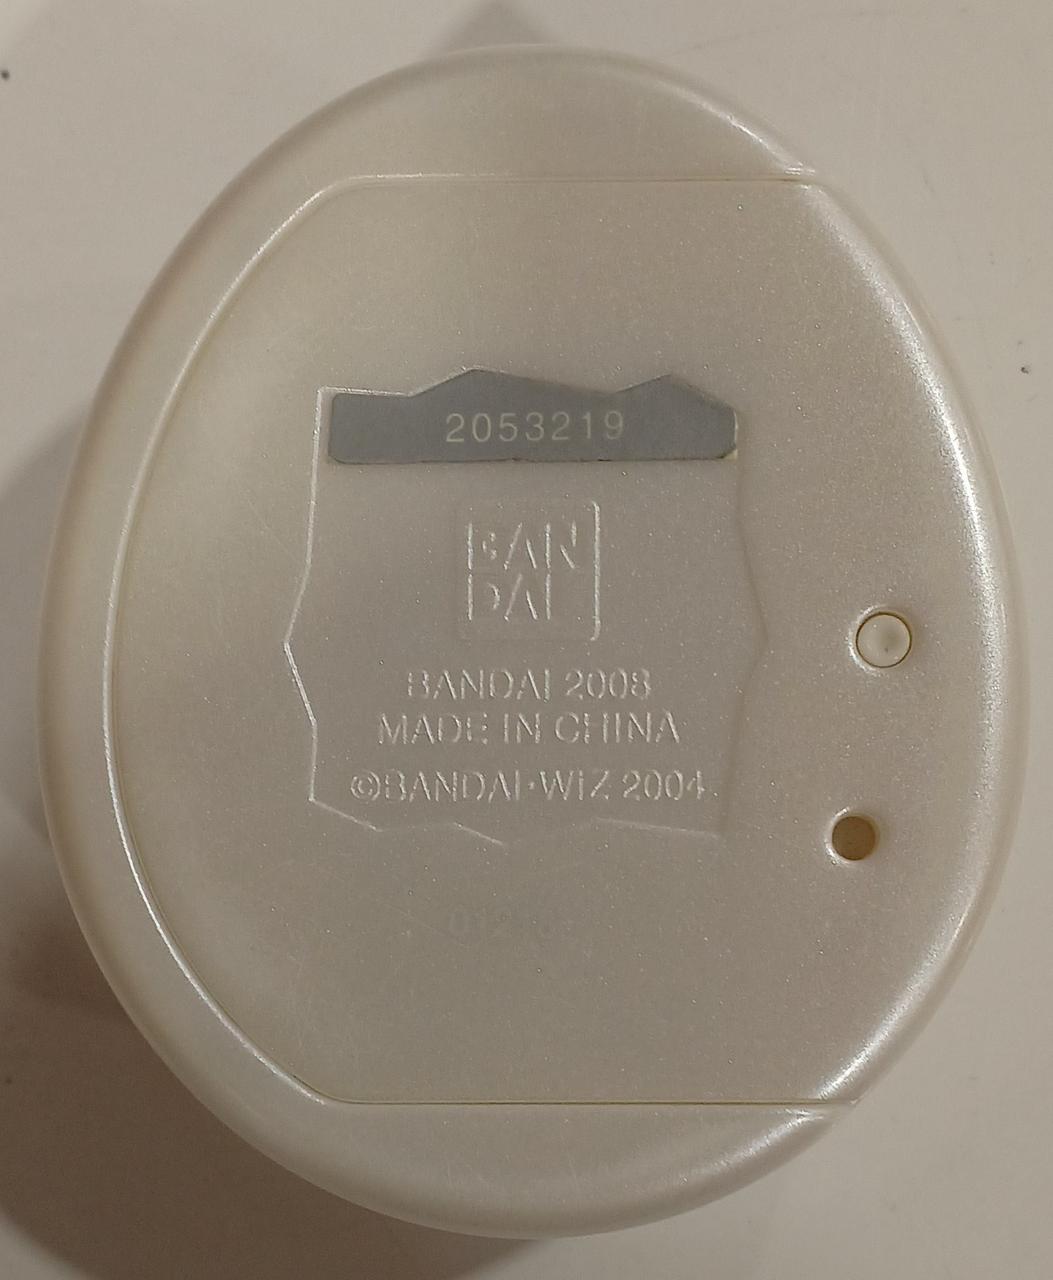 2053219
BAN
DAI
BANDAI 2008
MADE IN CHINA
©BANDAI·WiZ 2004